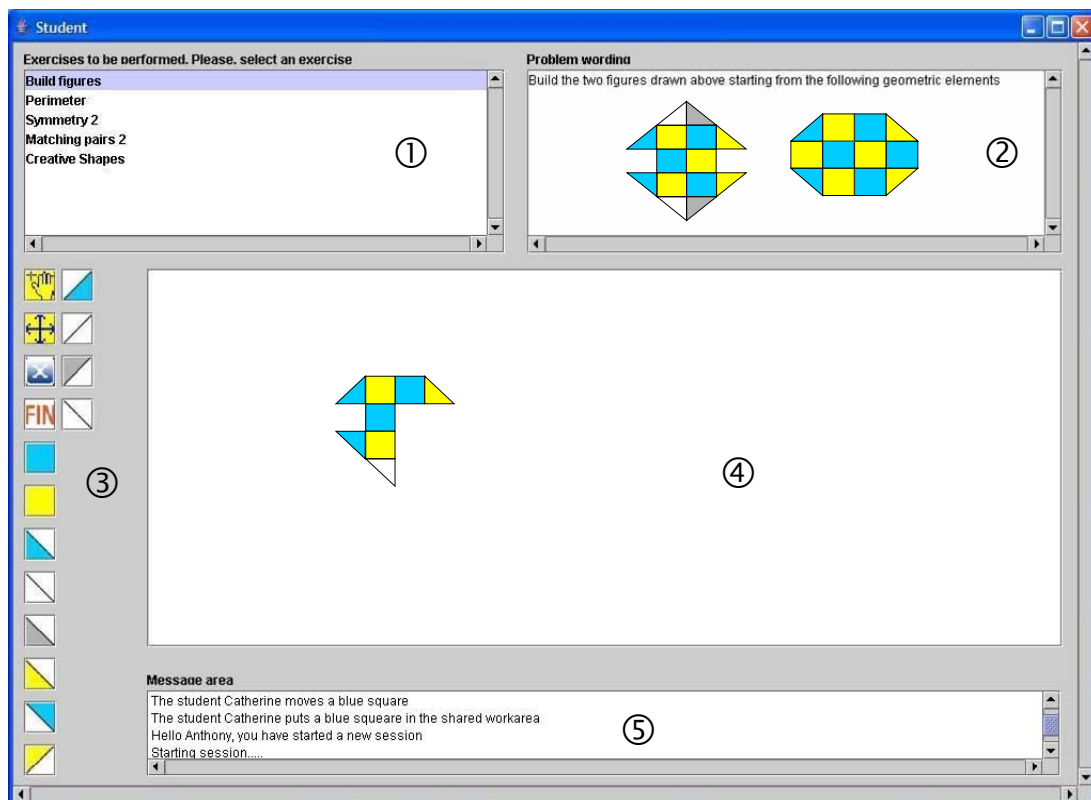 Student
Exercises to be performed. Please, select an exercise
Build figures
Perimeter
Symmetry 2
Matching pairs 2
Creative Shapes
①
Problem wording
Build the two figures drawn above starting from the following geometric elements
②
FIN
③
④
Message area
The student Catherine moves a blue square
The student Catherine puts a blue squeare in the shared workarea
Hello Anthony, you have started a new session
Starting session.....
⑤